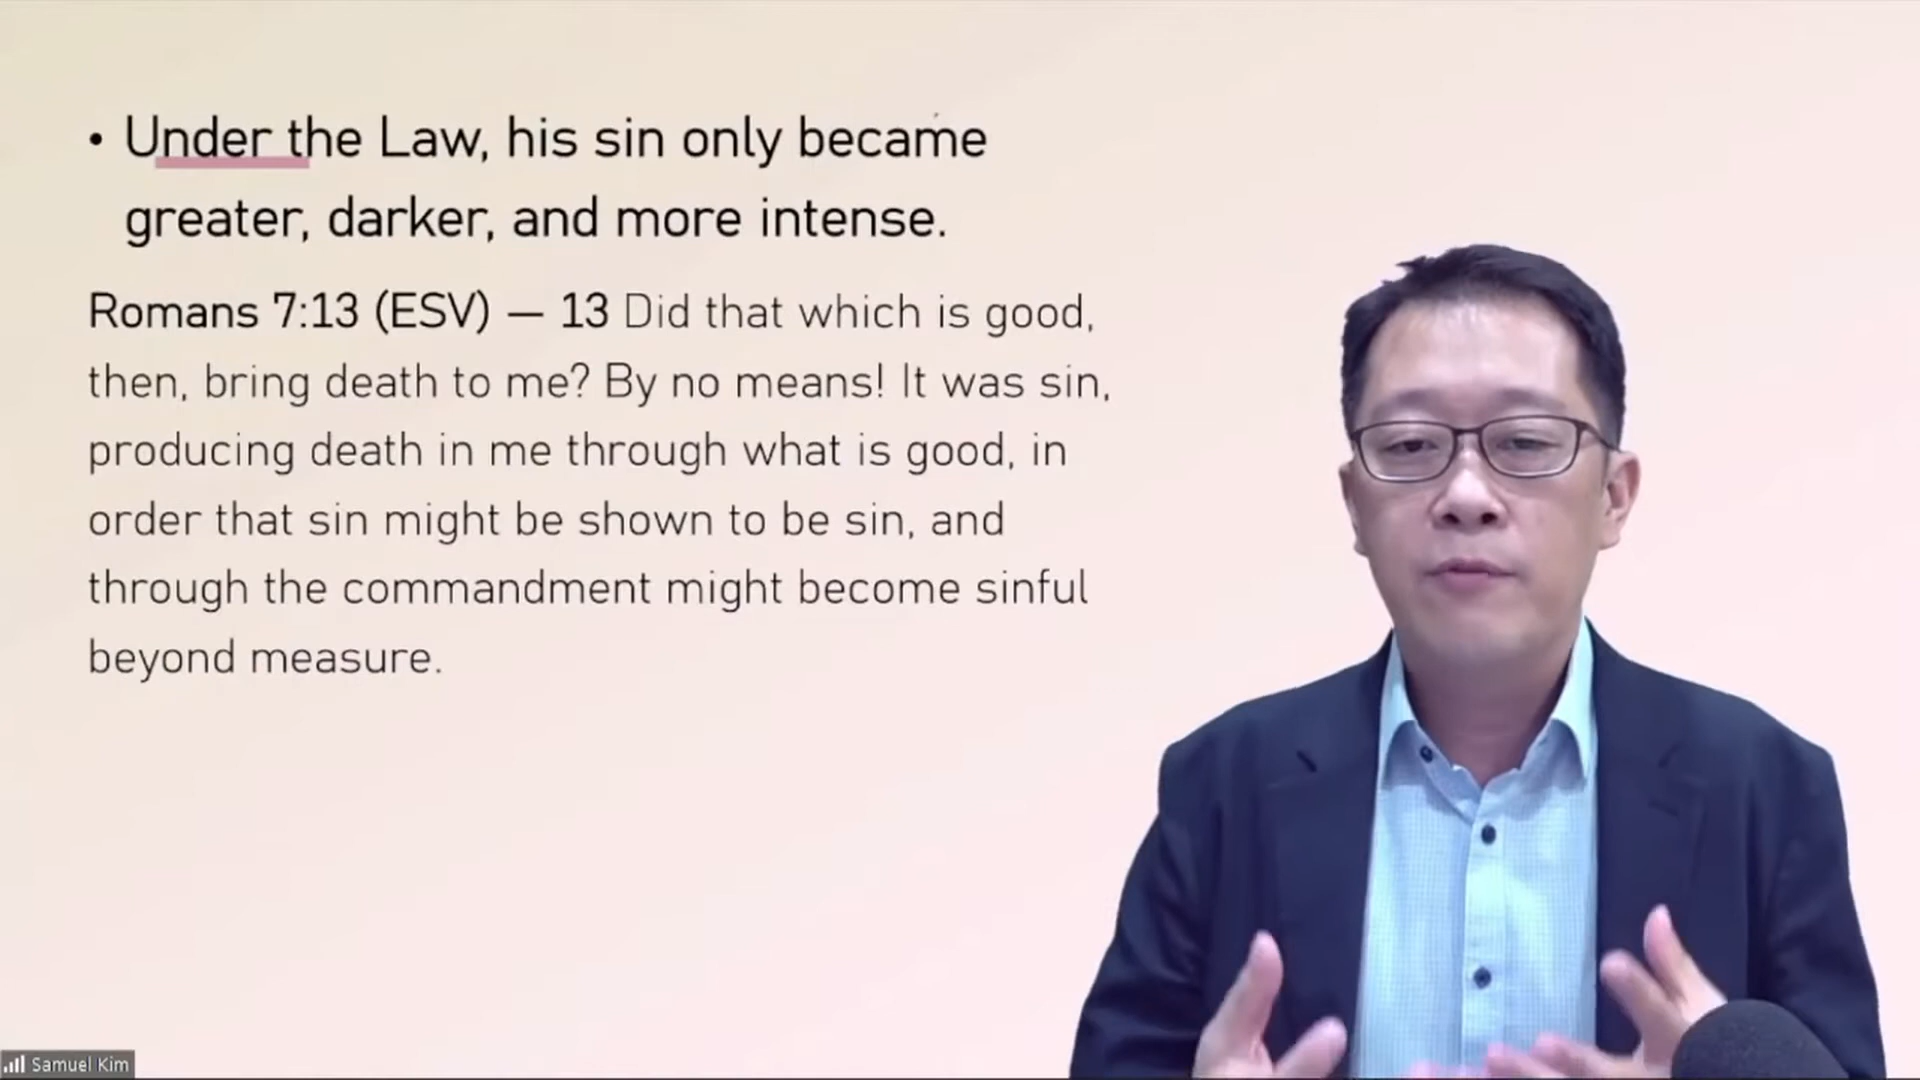 • Under the Law, his sin only became
greater, darker, and more intense.
Romans 7:13 (ESV) — 13 Did that which is good,
then, bring death to me? By no means! It was sin,
producing death in me through what is good, in
order that sin might be shown to be sin, and
through the commandment might become sinful
beyond measure.
Samuel Kim